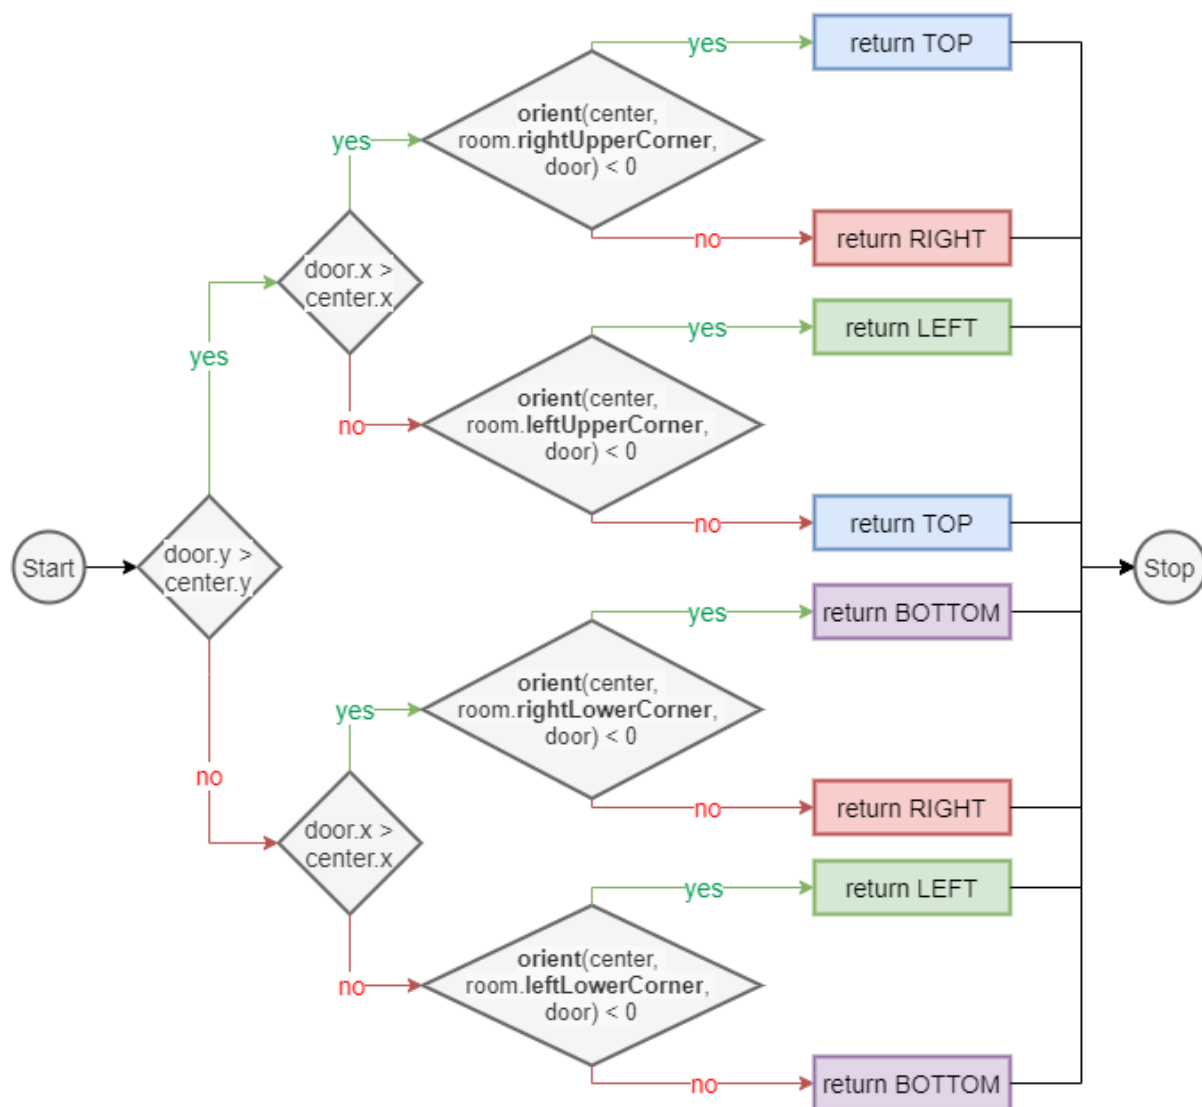 yes
return TOP
orient(center,
room.rightUpperCorner,
door) < 0
yes
no
return RIGHT
door.x >
center.x
yes
return LEFT
yes
orient(center,
room.leftUpperCorner,
door) < 0
no
no
return TOP
Start
door.y >
center.y
Stop
yes
return BOTTOM
orient(center,
room.rightLowerCorner,
door) < 0
yes
no
no
return RIGHT
door.x >
center.x
yes
return LEFT
orient(center,
room.leftLowerCorner,
door) < 0
no
no
return BOTTOM